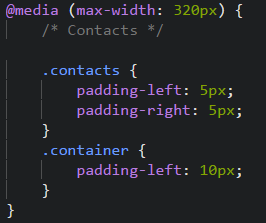 @media (max-width: 320px) {
    /* Contacts */

    .contacts {
        padding-left: 5px;
        padding-right: 5px;
    }
    .container {
        padding-left: 10px;
    }
}